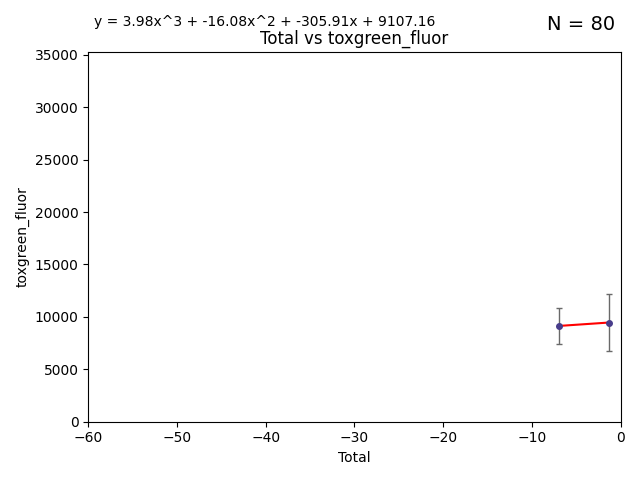 y = 3.98x^3 + -16.08x^2 + -305.91x + 9107.16
N = 80
Total vs toxgreen_fluor
35000
30000
25000
20000
15000
10000
5000
0
toxgreen_fluor
−60 −50 −40 −30 −20 −10 0
Total